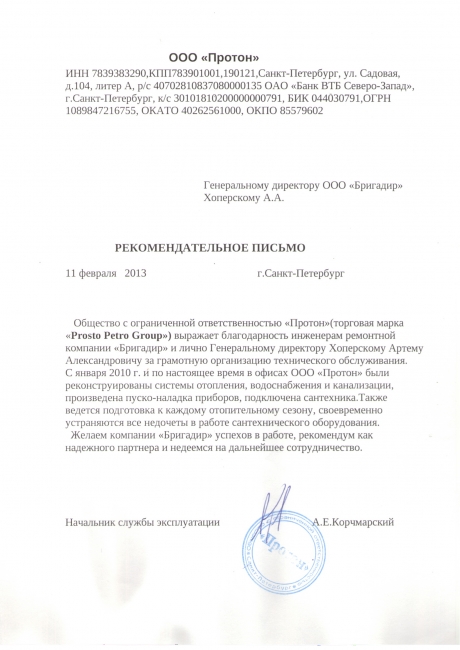 ООО «Протон»
ИНН 7839383290,КПП783901001,190121,Санкт-Петербург, ул. Садовая,
д.104, литер А, р/с 40702810837080000135 ОАО «Банк ВТБ Северо-Запад»,
г.Санкт-Петербург, к/с 30101810200000000791, БИК 044030791,ОГРН
1089847216755, ОКАТО 40262561000, ОКПО 85579602
Генеральному директору ООО «Бригадир»
Хоперскому А.А.
РЕКОМЕНДАТЕЛЬНОЕ ПИСЬМО
11 февраля 2013 г.Санкт-Петербург
Общество с ограниченной ответственностью «Протон»(торговая марка
«Prosto Petro Group») выражает благодарность инженерам ремонтной
компании «Бригадир» и лично Генеральному директору Хоперскому Артему
Александровичу за грамотную организацию технического обслуживания.
С января 2010 г. и по настоящее время в офисах ООО «Протон» были
реконструированы системы отопления, водоснабжения и канализации,
произведена пуско-наладка приборов, подключена сантехника.Также
ведется подготовка к каждому отопительному сезону, своевременно
устраняются все недочеты в работе сантехнического оборудования.
Желаем компании «Бригадир» успехов в работе, рекомендум как
надежного партнера и недеемся на дальнейшее сотрудничество.
Начальник службы эксплуатации А.Е.Корчмарский
«Протон»